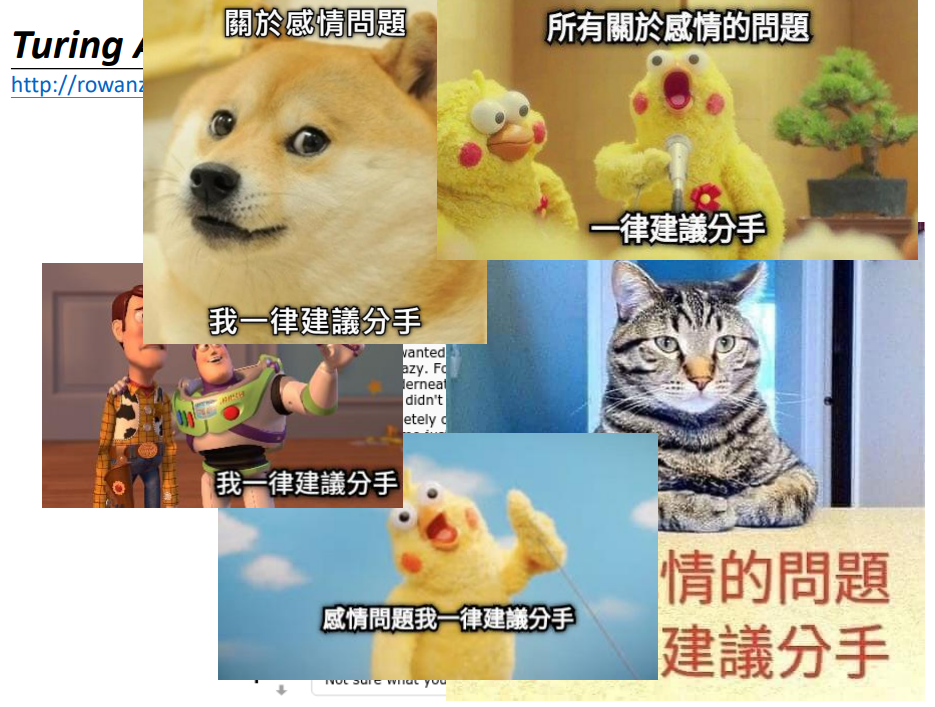 Turing A
http://rowanz
關於感情問題
我一律建議分手
所有關於感情的問題
一律建議分手
我一律建議分手
wanted
azy. Fo
derneat
didn't
etely
感情問題我一律建議分手
情的問題
建議分手
Not sure what you